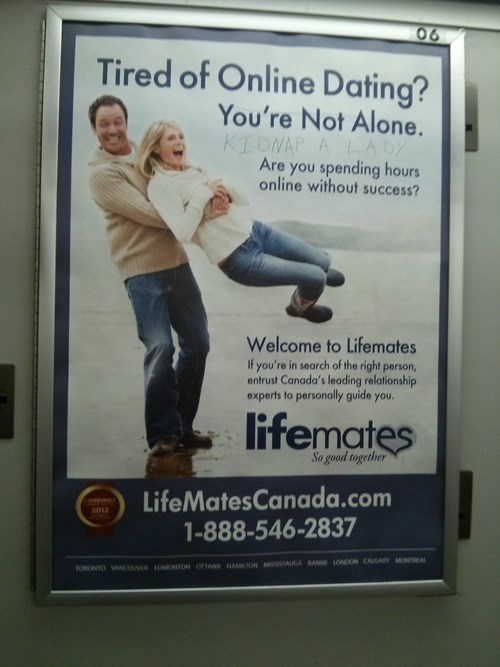 06
Tired of Online Dating?
You're Not Alone.
KIDNAP A LADY
Are you spending hours
online without success?
Welcome to Lifemates
If you're in search of the right person,
entrust Canada's leading relationship
experts to personally guide you.
lifemates
So good together
2012
LifeMatesCanada.com
1-888-546-2837
TORONTO VANCOUVER EDMONTON OTTAWA HAMILTON MISSISSAUGA BARRIE LONDON CALGARY MONTREAL